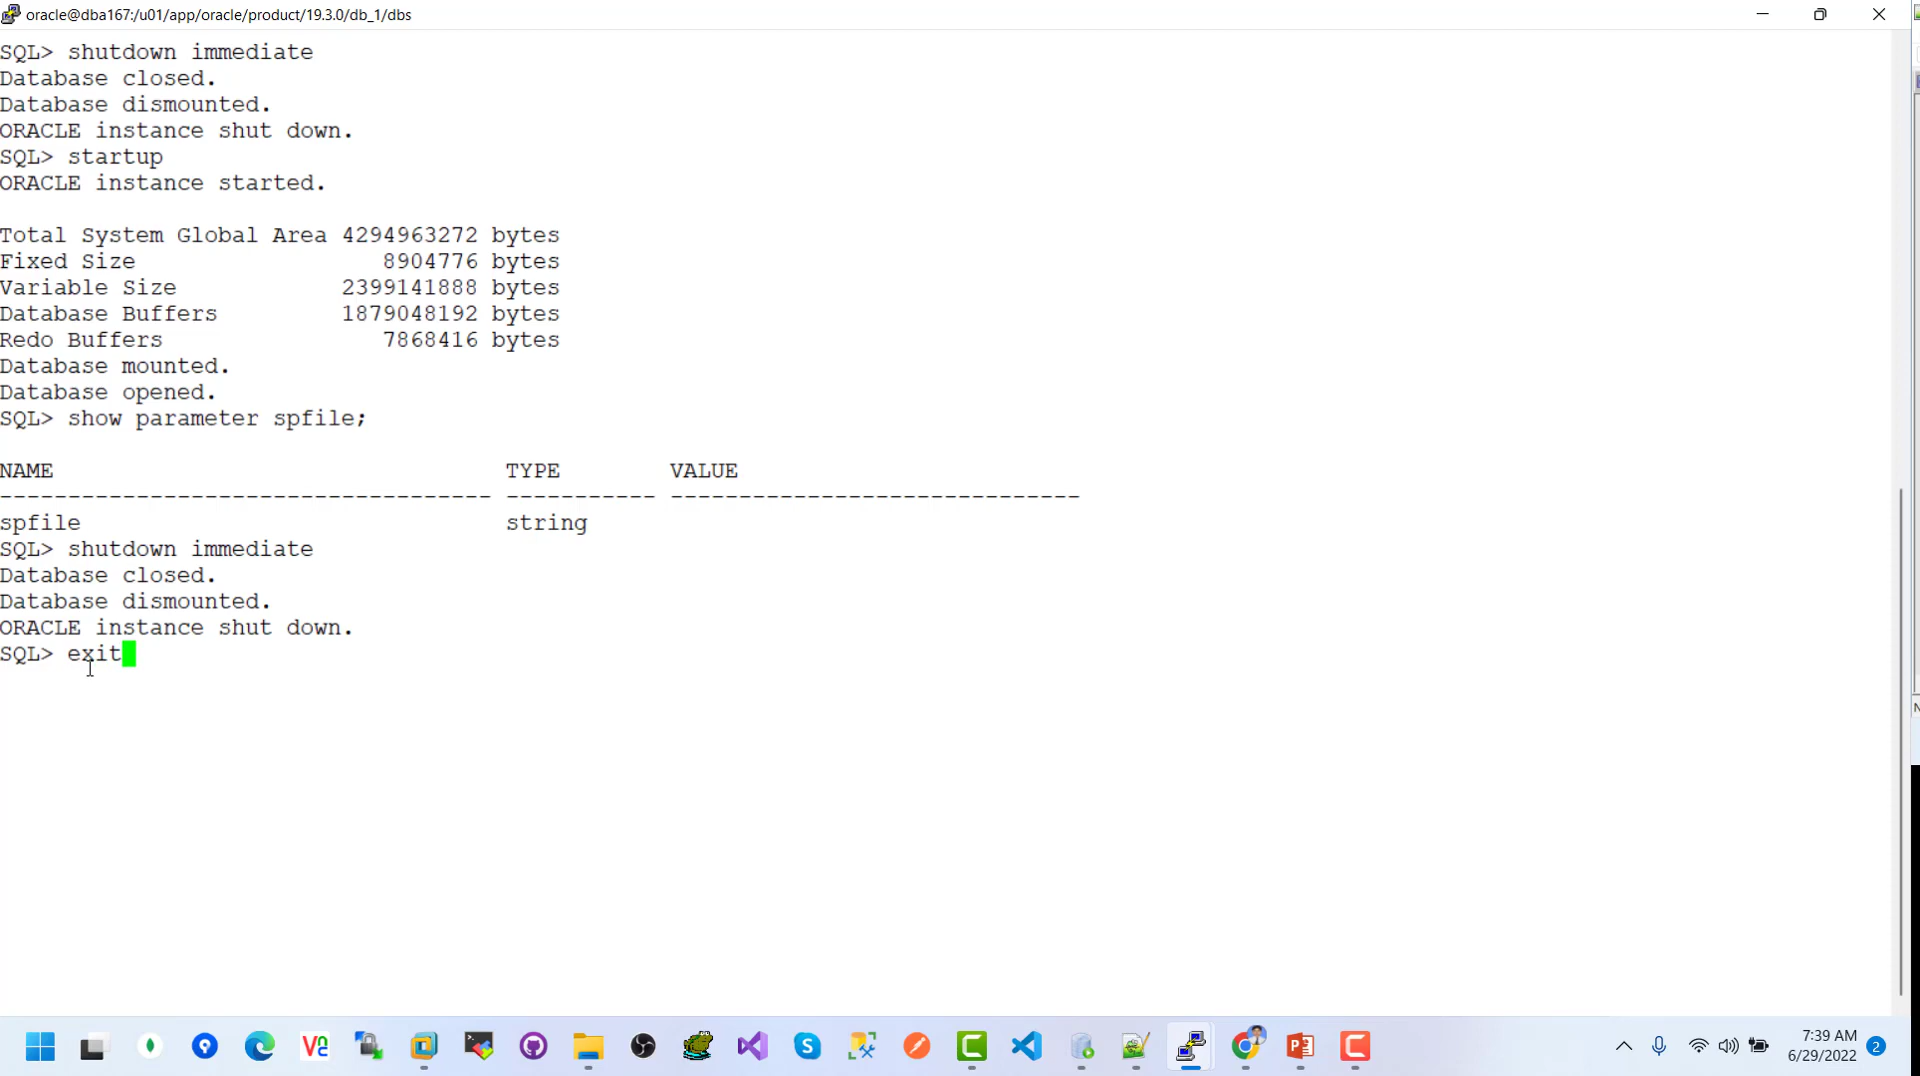 oracle@dba167:/u01/app/oracle/product/19.3.0/db_1/dbs
SQL> shutdown immediate
Database closed.
Database dismounted.
ORACLE instance shut down.
SQL> startup
ORACLE instance started.
Total System Global Area 4294963272 bytes
Fixed Size 8904776 bytes
Variable Size 2399141888 bytes
Database Buffers 1879048192 bytes
Redo Buffers 7868416 bytes
Database mounted.
Database opened.
SQL> show parameter spfile;
NAME TYPE VALUE
------------------------------------ ----------- ------------------------------
spfile string
SQL> shutdown immediate
Database closed.
Database dismounted.
ORACLE instance shut down.
SQL> exit
7:39 AM
6/29/2022
2